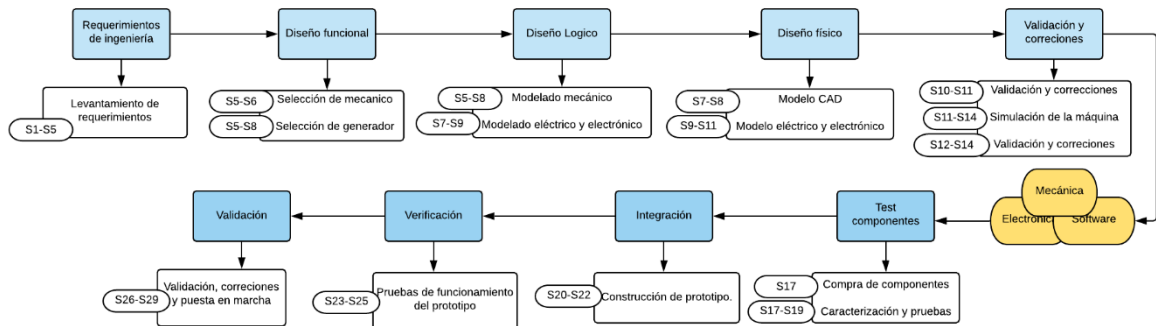 Requerimientos
de ingeniería
Diseño funcional
Diseño Logico
Diseño físico
Validación y
correciones
Levantamiento de
requerimientos
S1-S5
S5-S6
Selección de mecanico
S5-S8
Selección de generador
S5-S8
Modelado mecánico
S7-S9
Modelado eléctrico y electrónico
S7-S8
Modelo CAD
S9-S11
Modelo eléctrico y electrónico
S10-S11
Validación y correcciones
S11-S14
Simulación de la máquina
S12-S14
Validación y correciones
Mecánica
Electrónic
Software
Validación
Verificación
Integración
Test
componentes
S26-S29
Validación, correciones
y puesta en marcha
S23-S25
Pruebas de funcionamiento
del prototipo
S20-S22
Construcción de prototipo.
S17
Compra de componentes
S17-S19
Caracterización y pruebas